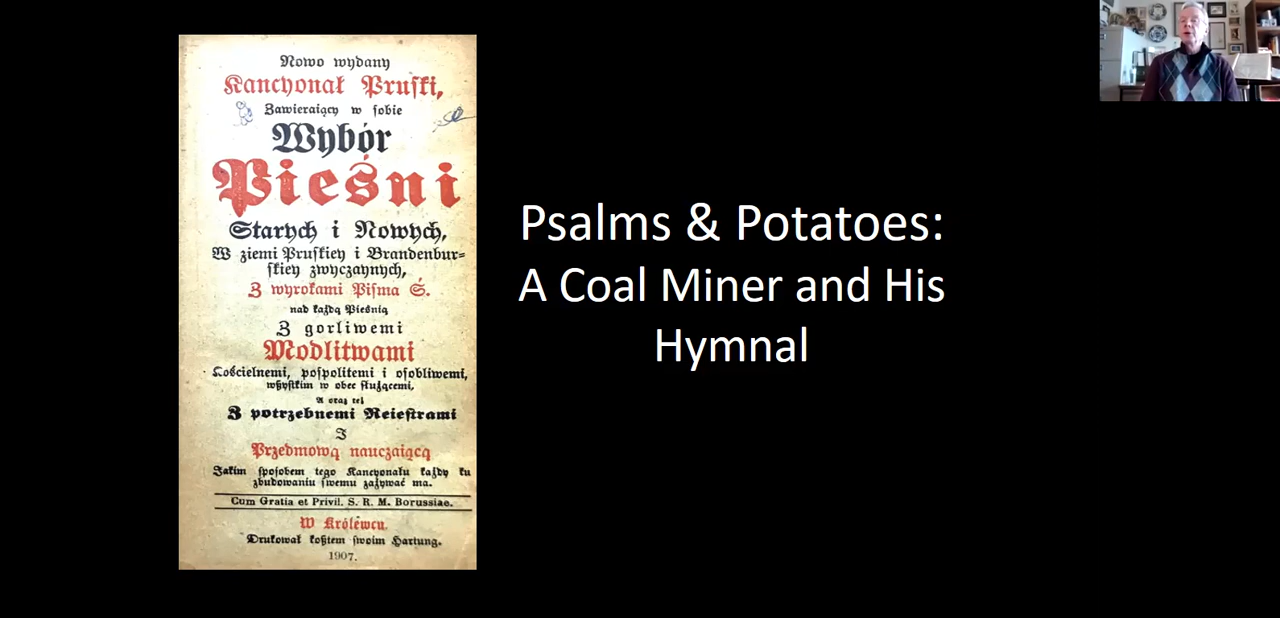 Nowo wydany
Kancyonał Pruſki,
Zawieraiący w ſobie
Wybór
Pieśni
Starych i Nowych,
W ziemi Pruſkiey i Brandenbur⸗
ſkiey zwyczaynych,
Z wyrokami Piſma Ś.
nad każdą Pieśnią
Z gorliwemi
Modlitwami
Kościelnemi, poſpolitemi i oſobliwemi,
wßyſtkim w obec ſłużącemi,
A oraz też
Z potrzebnemi Reieſtrami
I
Przedmową nauczaiącą
Jakim ſpoſobem tego Kancyonału każdy ku
zbudowaniu ſwemu zażywać ma.
Cum Gratia et Privil. S. R. M. Borussiae.
W Królewcu
Drukował koßtem ſwoim Hartung.
1907.
Psalms & Potatoes:
A Coal Miner and His
Hymnal